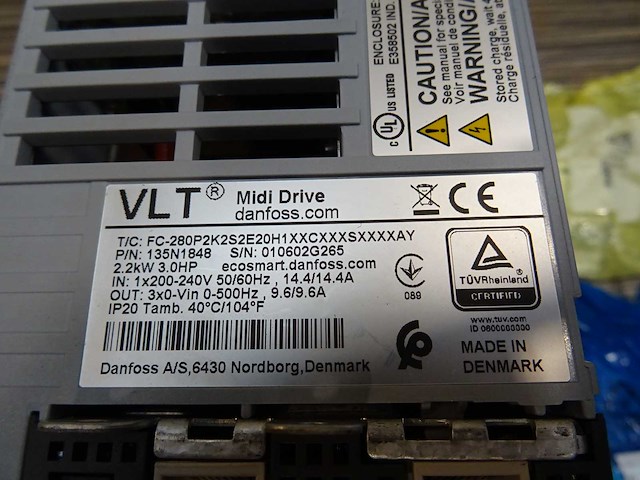 ENCLOSURE:
E358502 IND.
C UL US LISTED
CAUTION/A
See manual for speci
Voir manuel de condi
WARNING/
Stored charge, wait 4
Charge résiduelle, at
VLT® Midi Drive
danfoss.com
CE
T/C: FC-280P2K2S2E20H1XXCXXXSXXXXAY
P/N: 135N1848 S/N: 010602G265
2.2kW 3.0HP ecosmart.danfoss.com
IN: 1x200-240V 50/60Hz, 14.4/14.4A
OUT: 3x0-Vin 0-500Hz, 9.6/9.6A
IP20 Tamb. 40°C/104°F
089
TÜVRheinland
CERTIFIED
www.tuv.com
ID 0600000000
Danfoss A/S,6430 Nordborg,Denmark
MADE IN
DENMARK